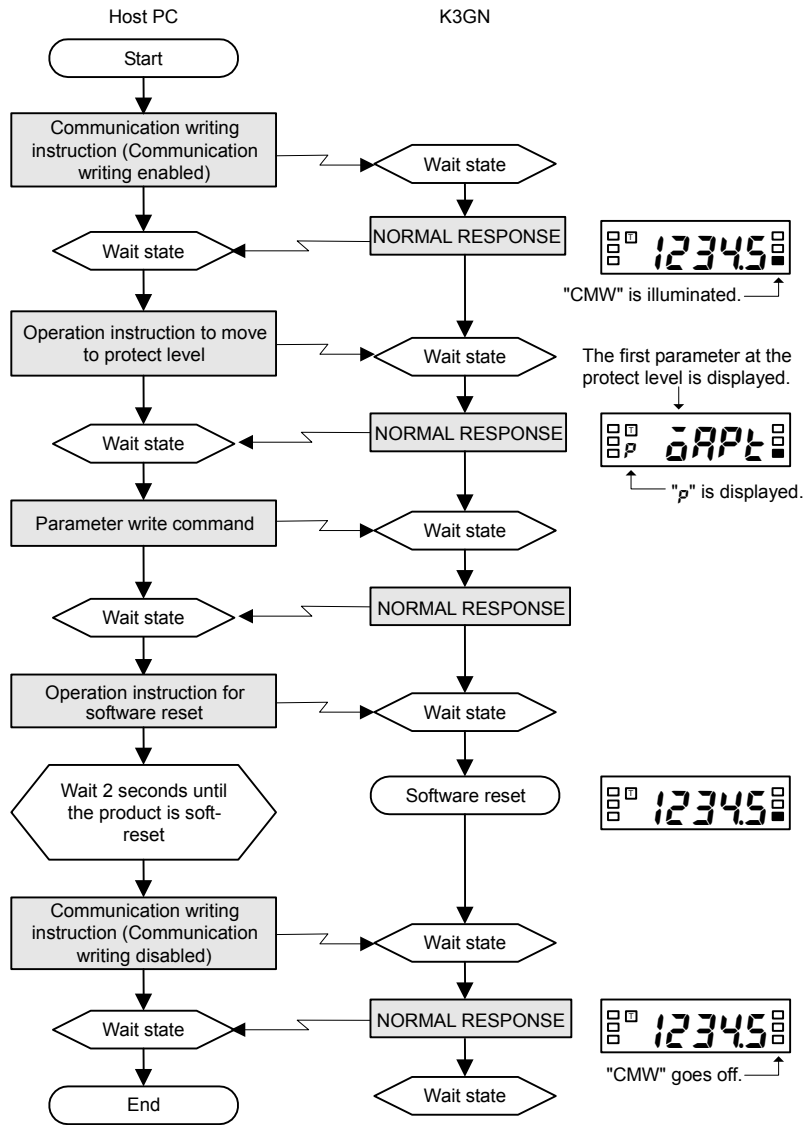 Host PC
K3GN
Start
Communication writing
instruction (Communication
writing enabled)
Wait state
NORMAL RESPONSE
Wait state
12345
"CMW" is illuminated.
Operation instruction to move
to protect level
Wait state
The first parameter at the
protect level is displayed.
NORMAL RESPONSE
Wait state
"p" is displayed.
Parameter write command
Wait state
NORMAL RESPONSE
Wait state
Operation instruction for
software reset
Wait state
Wait 2 seconds until
the product is soft-
reset
Software reset
1234.5
Communication writing
instruction (Communication
writing disabled)
Wait state
NORMAL RESPONSE
Wait state
1234.5
"CMW" goes off.
Wait state
End